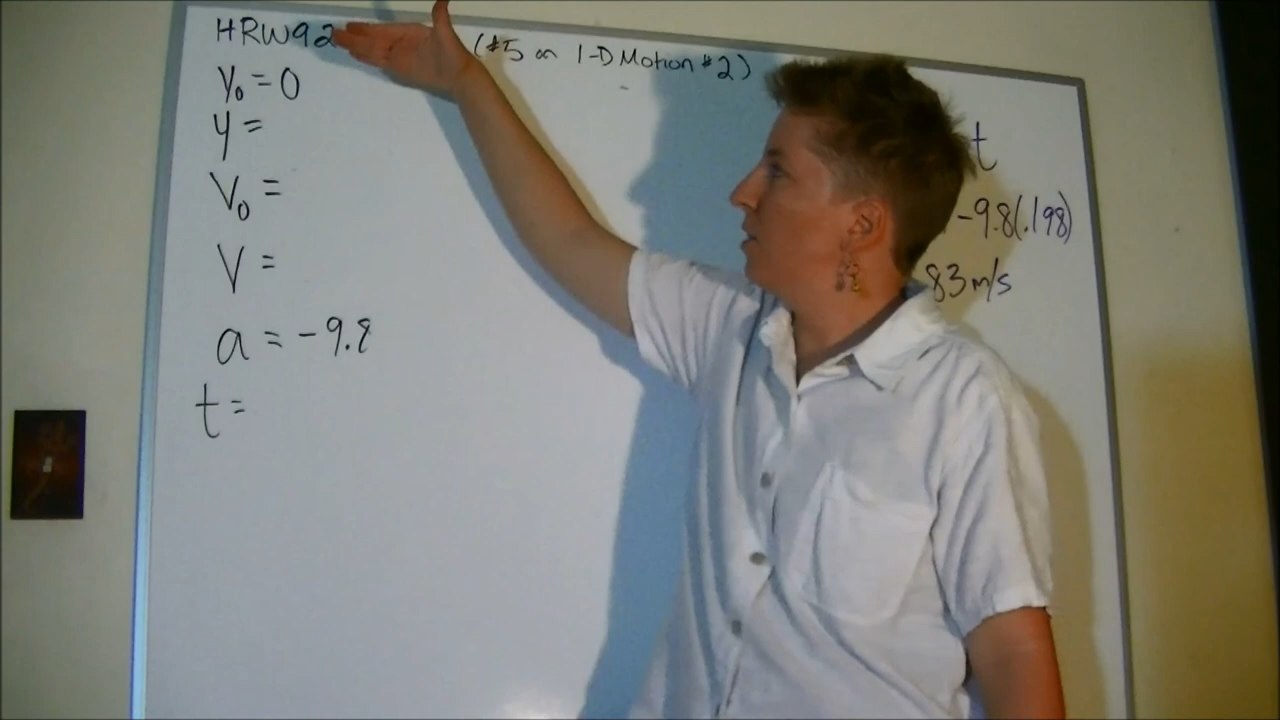 HRW92 (#5 on 1-D Motion #2)
y₀ = 0
y =
V₀ =
V =
a = -9.8
t =
t
-9.8(.198)
83 m/s